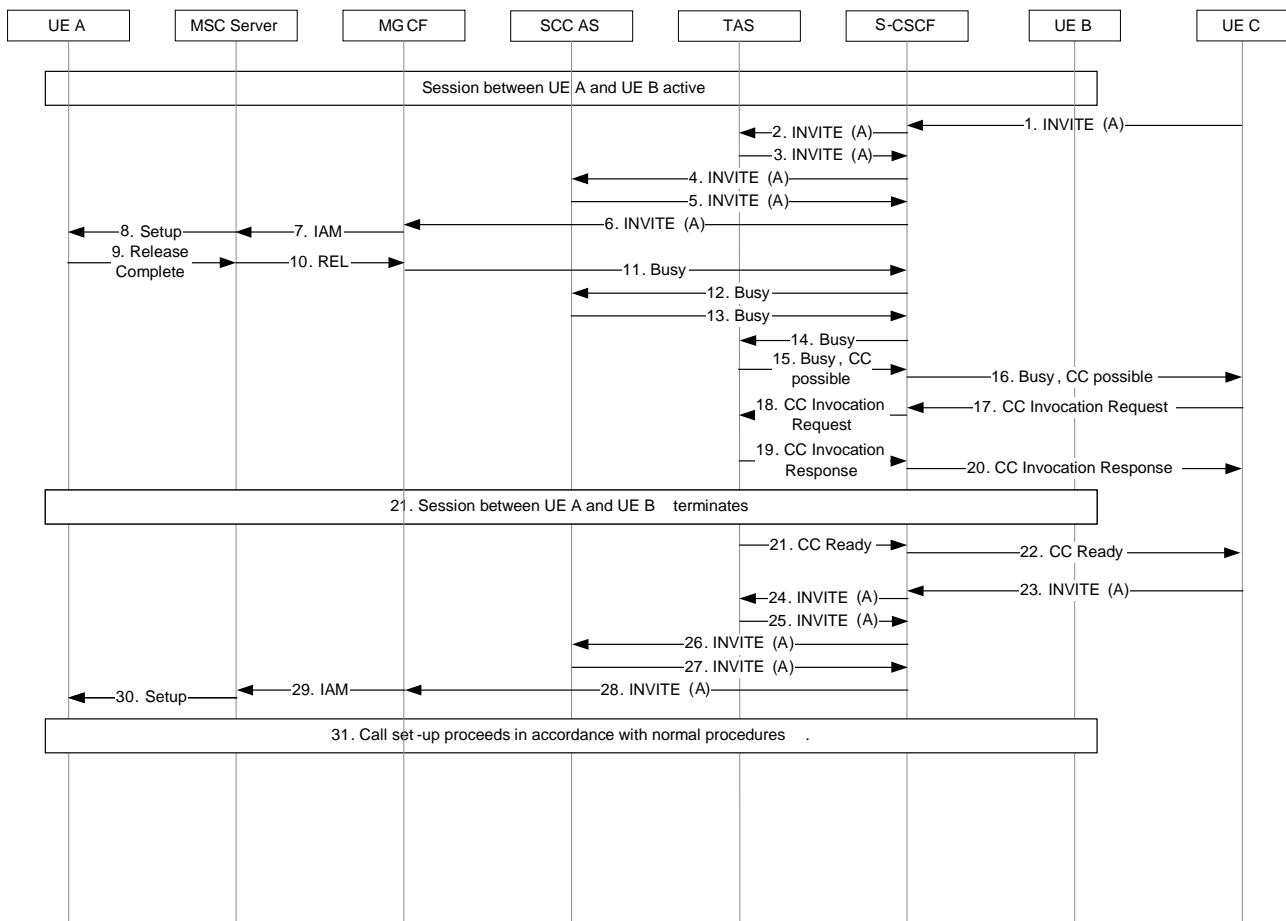 UE A
MSC Server
MG CF
SCC AS
TAS
S-CSCF
UE B
UE C
Session between UE A and UE B active
1. INVITE (A)
2. INVITE (A)
3. INVITE (A)
4. INVITE (A)
5. INVITE (A)
6. INVITE (A)
7. IAM
8. Setup
9. Release
Complete
10. REL
11. Busy
12. Busy
13. Busy
14. Busy
15. Busy, CC
possible
16. Busy, CC possible
17. CC Invocation Request
18. CC Invocation
Request
19. CC Invocation
Response
20. CC Invocation Response
21. Session between UE A and UE B terminates
21. CC Ready
22. CC Ready
23. INVITE (A)
24. INVITE (A)
25. INVITE (A)
26. INVITE (A)
27. INVITE (A)
28. INVITE (A)
29. IAM
30. Setup
31. Call set-up proceeds in accordance with normal procedures .